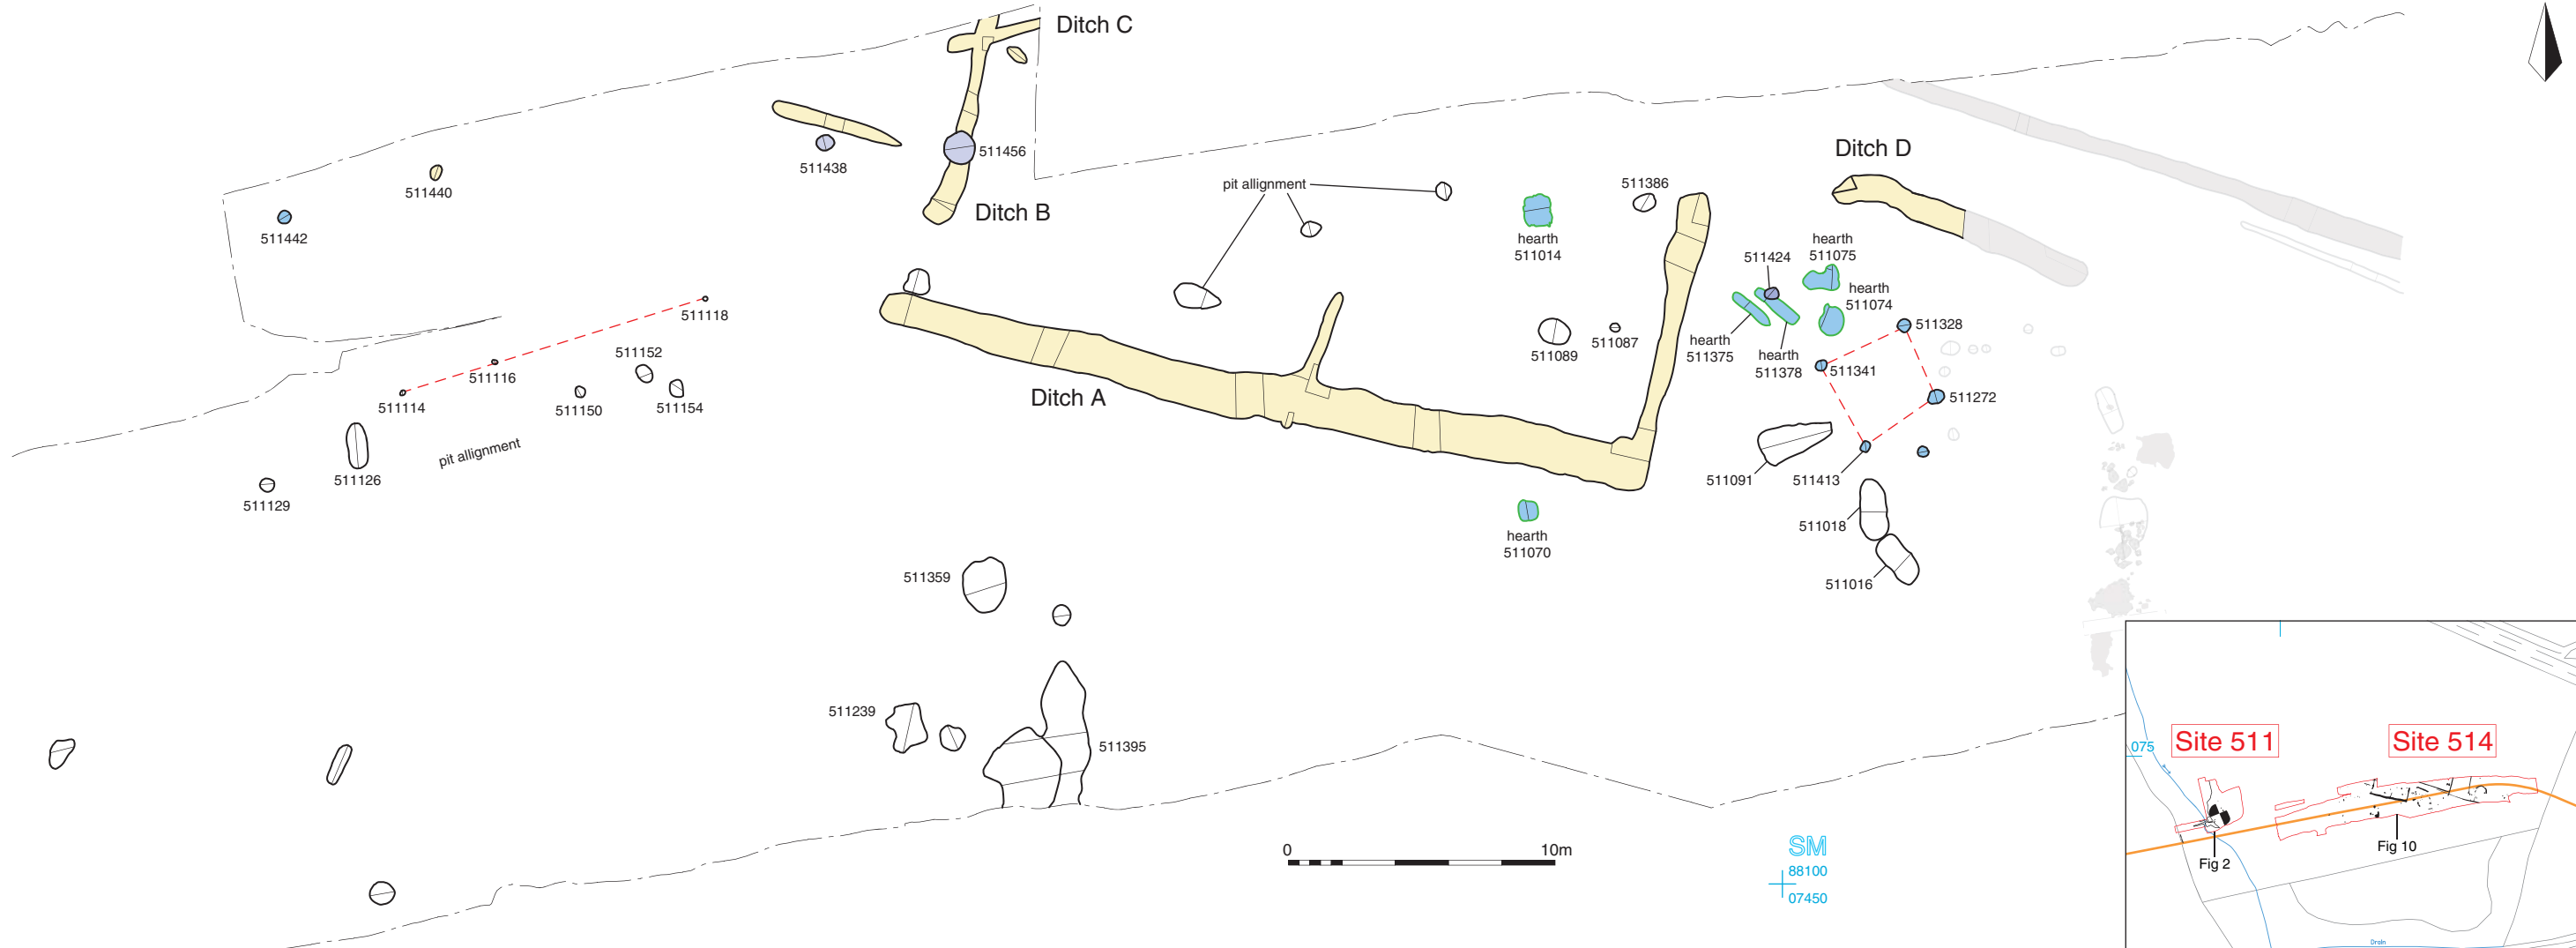 Ditch C
Ditch D
511456
511438
pit allignment
511386
511440
Ditch B
511442
hearth
511014
hearth
511075
511424
hearth
511074
511118
511328
511089
511087
hearth
511375
hearth
511378
511341
511152
511116
511114
511150
511154
Ditch A
511272
pit allignment
511126
511129
511091
511413
511018
hearth
511070
511016
511359
511239
511395
0
10m
SM
88100
07450
075
Site 511
Site 514
Fig 2
Fig 10
Drain